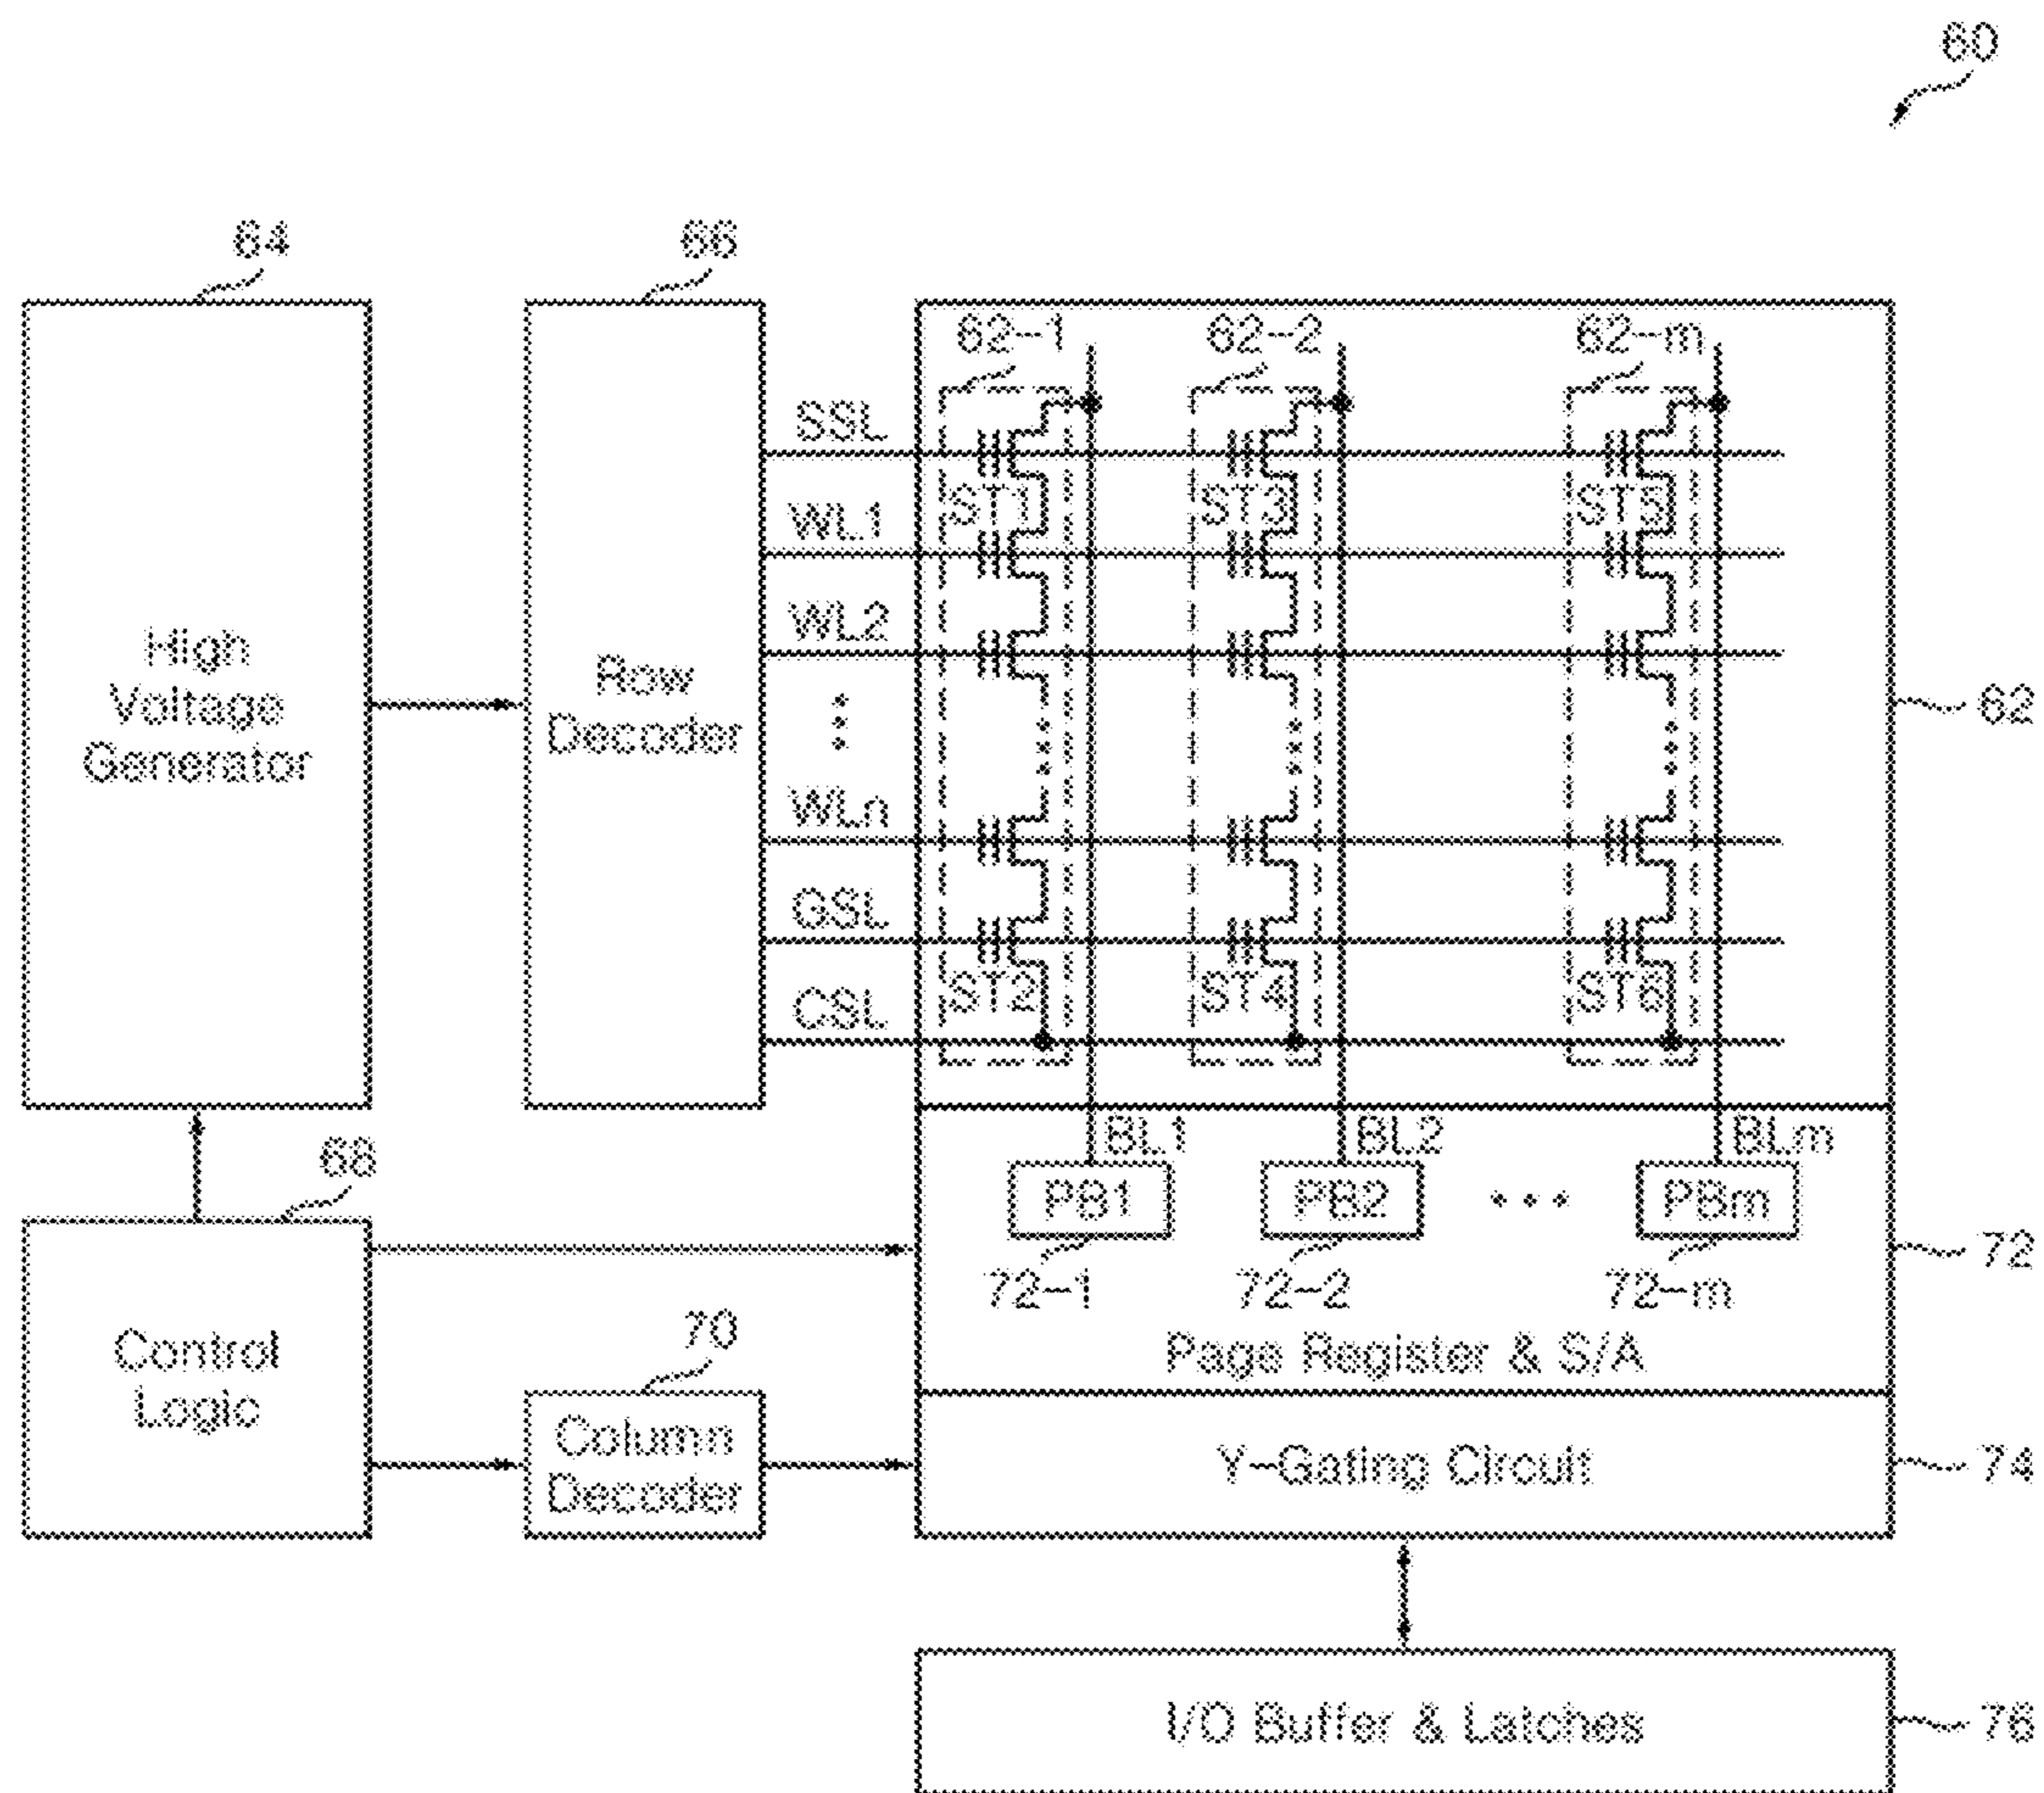 60
64
66
62-1
62-2
62-m
SSL
ST1
ST3
ST5
WL1
WL2
High
Voltage
Generator
Row
Decoder
62
WLn
GSL
ST2
ST4
ST6
CSL
68
BL1
BL2
BLm
PB1
PB2
PBm
72-1
72-2
72-m
72
Control
Logic
70
Page Register & S/A
Column
Decoder
Y-Gating Circuit
74
I/O Buffer & Latches
76